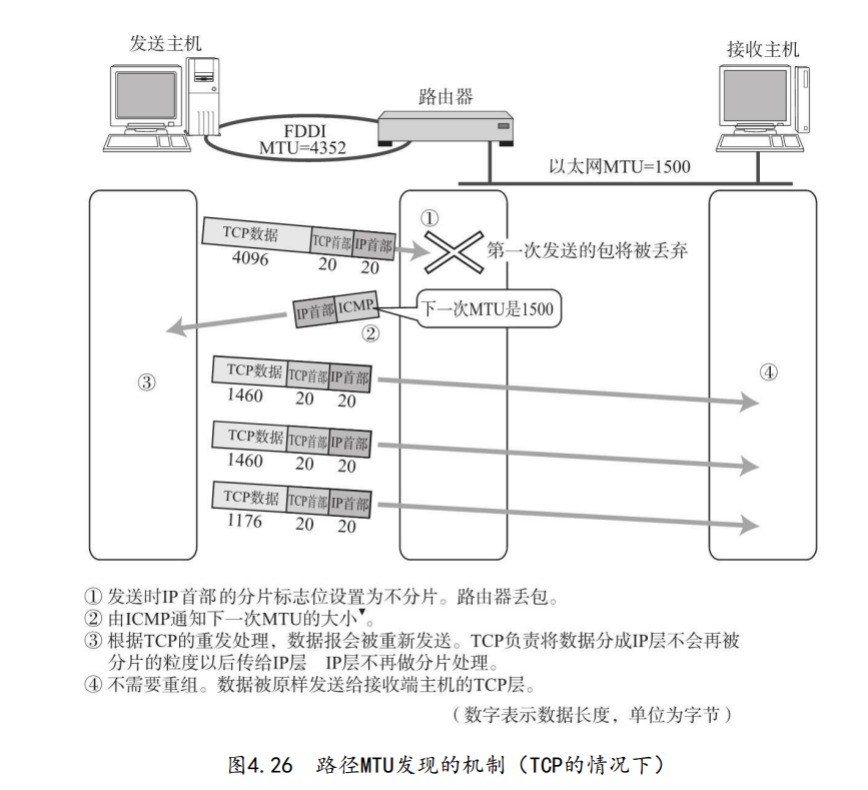 发送主机
接收主机
路由器
FDDI
MTU=4352
以太网MTU=1500
TCP数据 TCP首部 IP首部
4096 20 20
①
第一次发送的包将被丢弃
IP首部 ICMP
下一次MTU是1500
②
③
④
TCP数据 TCP首部 IP首部
1460 20 20
TCP数据 TCP首部 IP首部
1460 20 20
TCP数据 TCP首部 IP首部
1176 20 20
① 发送时IP首部的分片标志位设置为不分片。路由器丢包。
② 由ICMP通知下一次MTU的大小▼。
③ 根据TCP的重发处理，数据报会被重新发送。TCP负责将数据分成IP层不会再被
分片的粒度以后传给IP层 IP层不再做分片处理。
④ 不需要重组。数据被原样发送给接收端主机的TCP层。
（数字表示数据长度，单位为字节）
图4.26 路径MTU发现的机制（TCP的情况下）